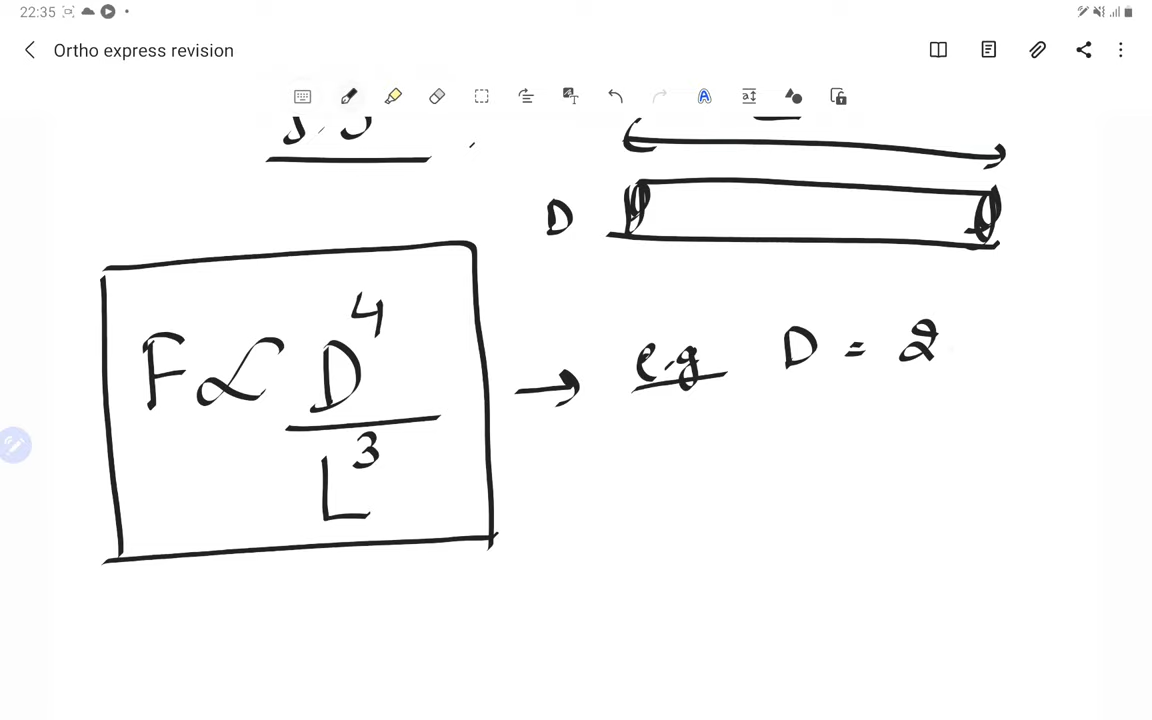 22:35
Ortho express revision
D
F ∝ D⁴ / L³ → e.g D = 2